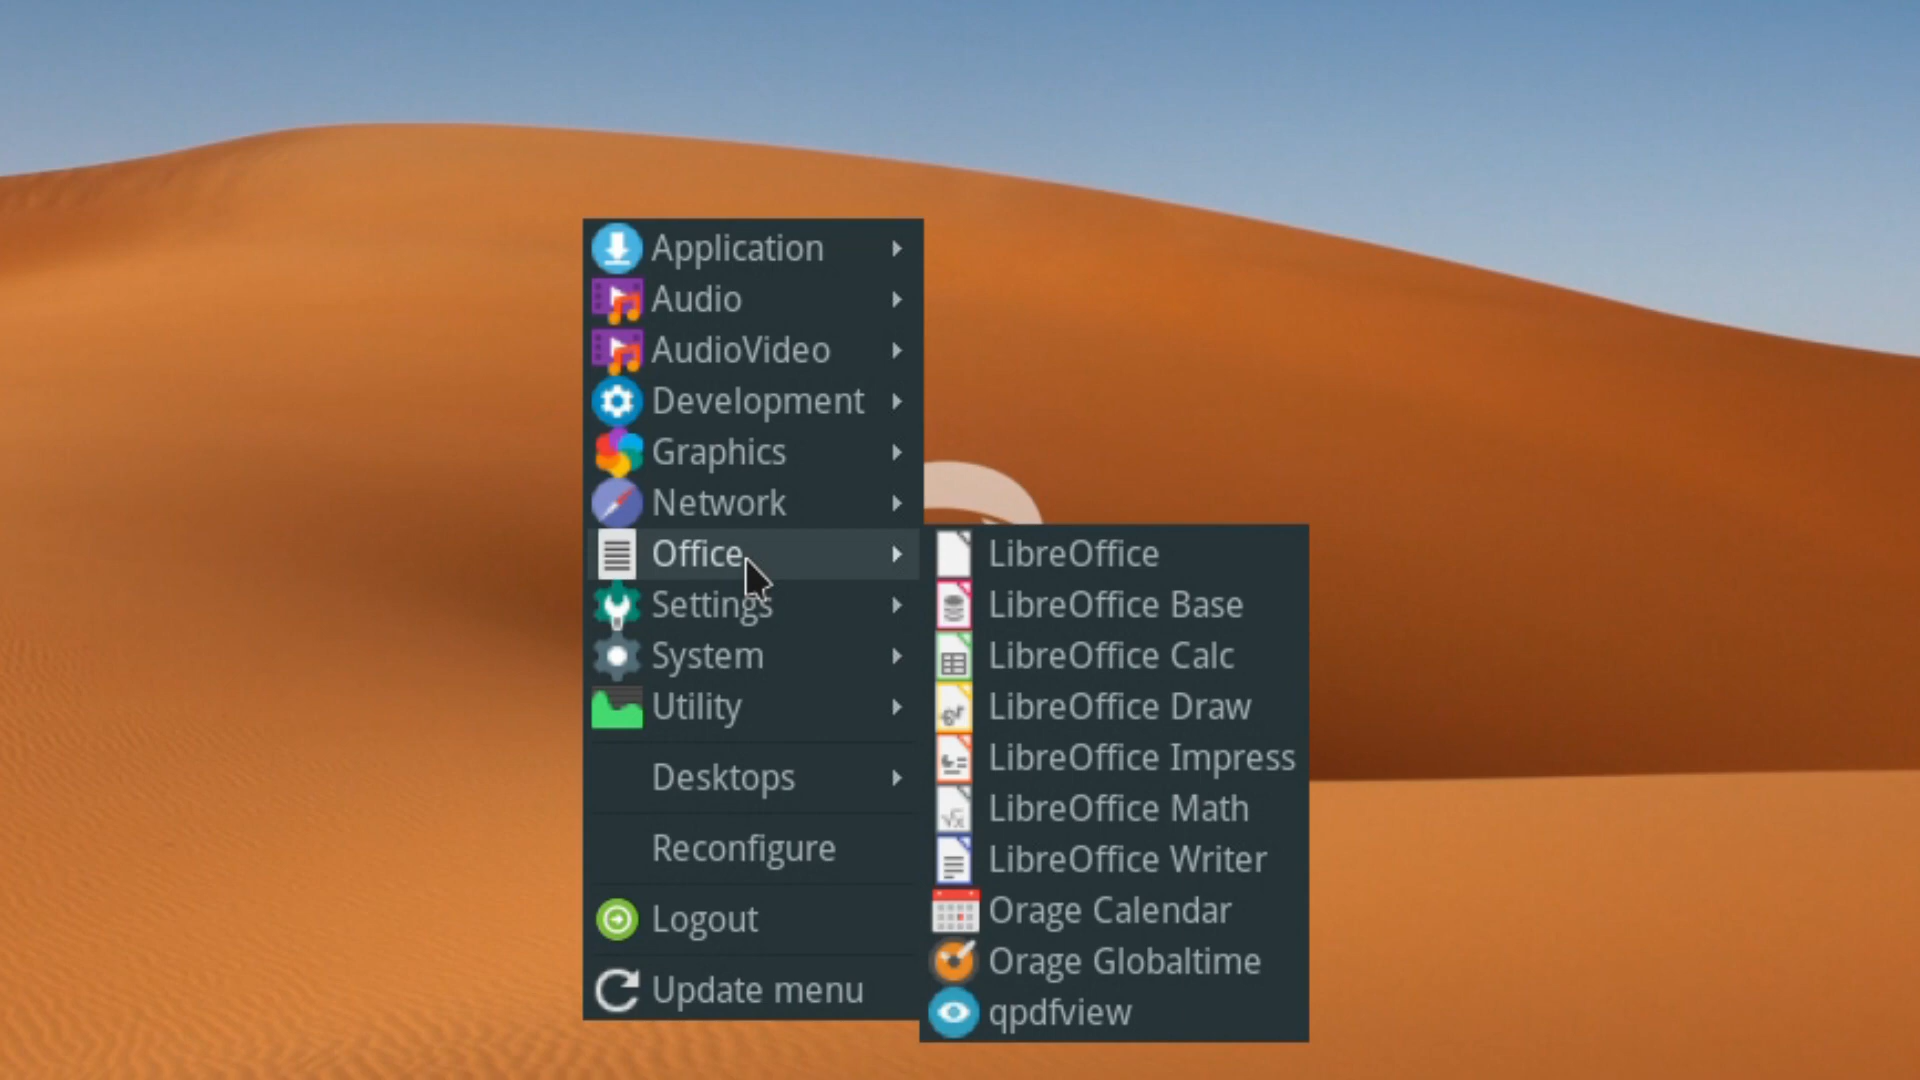 Application
Audio
AudioVideo
Development
Graphics
Network
Office
Settings
System
Utility
Desktops
Reconfigure
Logout
Update menu
LibreOffice
LibreOffice Base
LibreOffice Calc
LibreOffice Draw
LibreOffice Impress
LibreOffice Math
LibreOffice Writer
Orage Calendar
Orage Globaltime
qpdfview